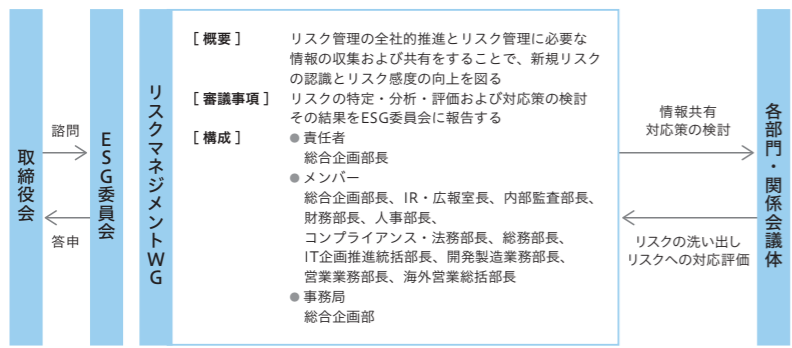 取締役会
諮問
答申
ESG委員会
リスクマネジメントWG
[ 概要 ] リスク管理の全社的推進とリスク管理に必要な
情報の収集および共有をすることで、新規リスク
の認識とリスク感度の向上を図る
[ 審議事項 ] リスクの特定・分析・評価および対応策の検討
その結果をESG委員会に報告する
[ 構成 ] ● 責任者
総合企画部長
● メンバー
総合企画部長、IR・広報室長、内部監査部長、
財務部長、人事部長、
コンプライアンス・法務部長、総務部長、
IT企画推進統括部長、開発製造業務部長、
営業業務部長、海外営業総括部長
● 事務局
総合企画部
情報共有
対応策の検討
リスクの洗い出し
リスクへの対応評価
各部門・関係会議体